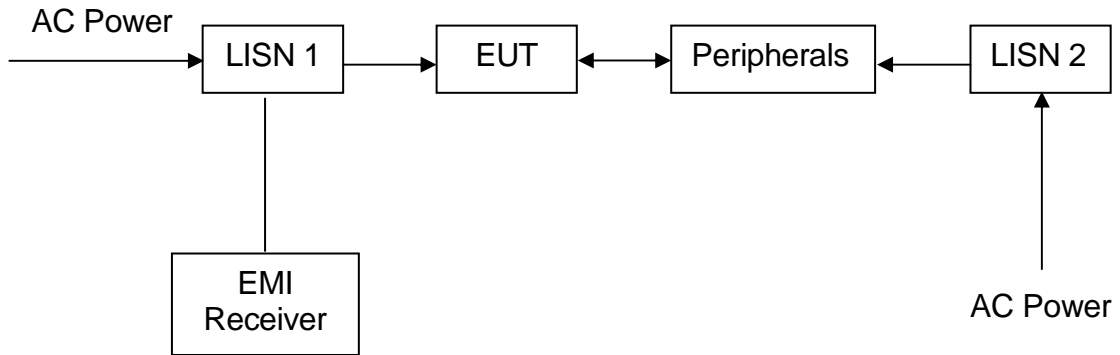 AC Power
LISN 1
EUT
Peripherals
LISN 2
EMI
Receiver
AC Power